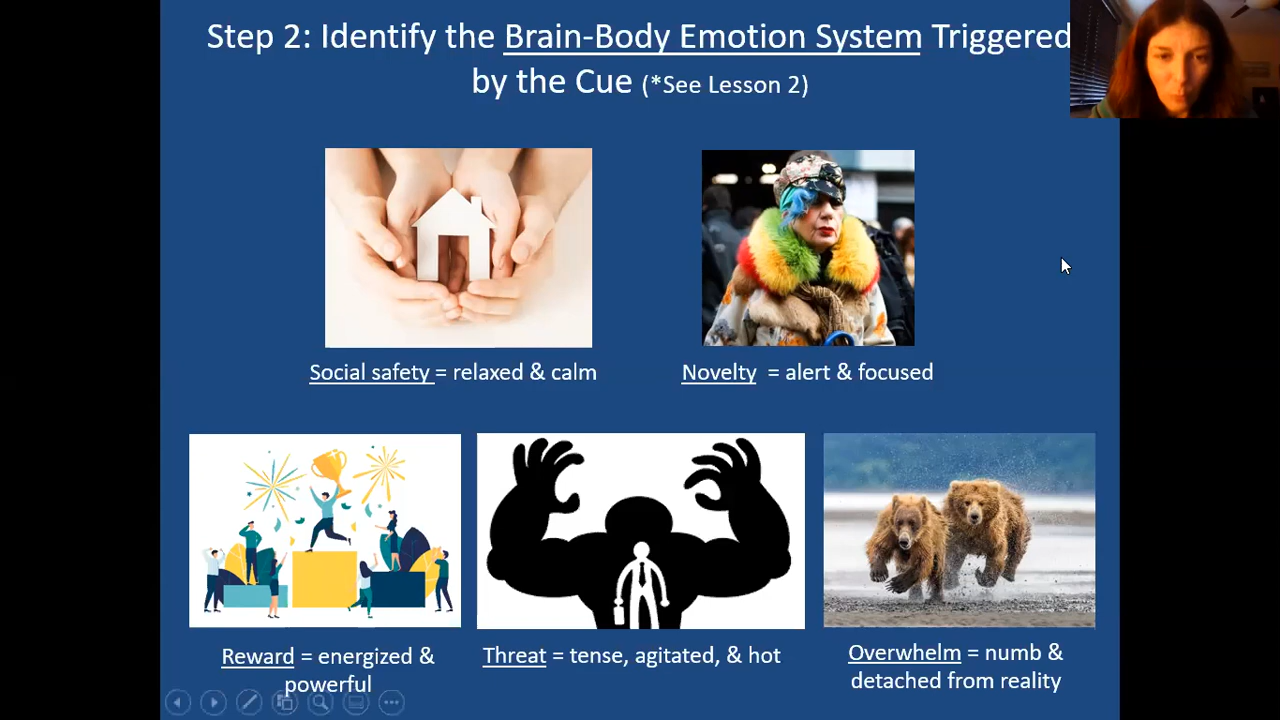 Step 2: Identify the Brain-Body Emotion System Triggered
by the Cue (*See Lesson 2)
Social safety = relaxed & calm
Novelty = alert & focused
Reward = energized &
powerful
Threat = tense, agitated, & hot
Overwhelm = numb &
detached from reality